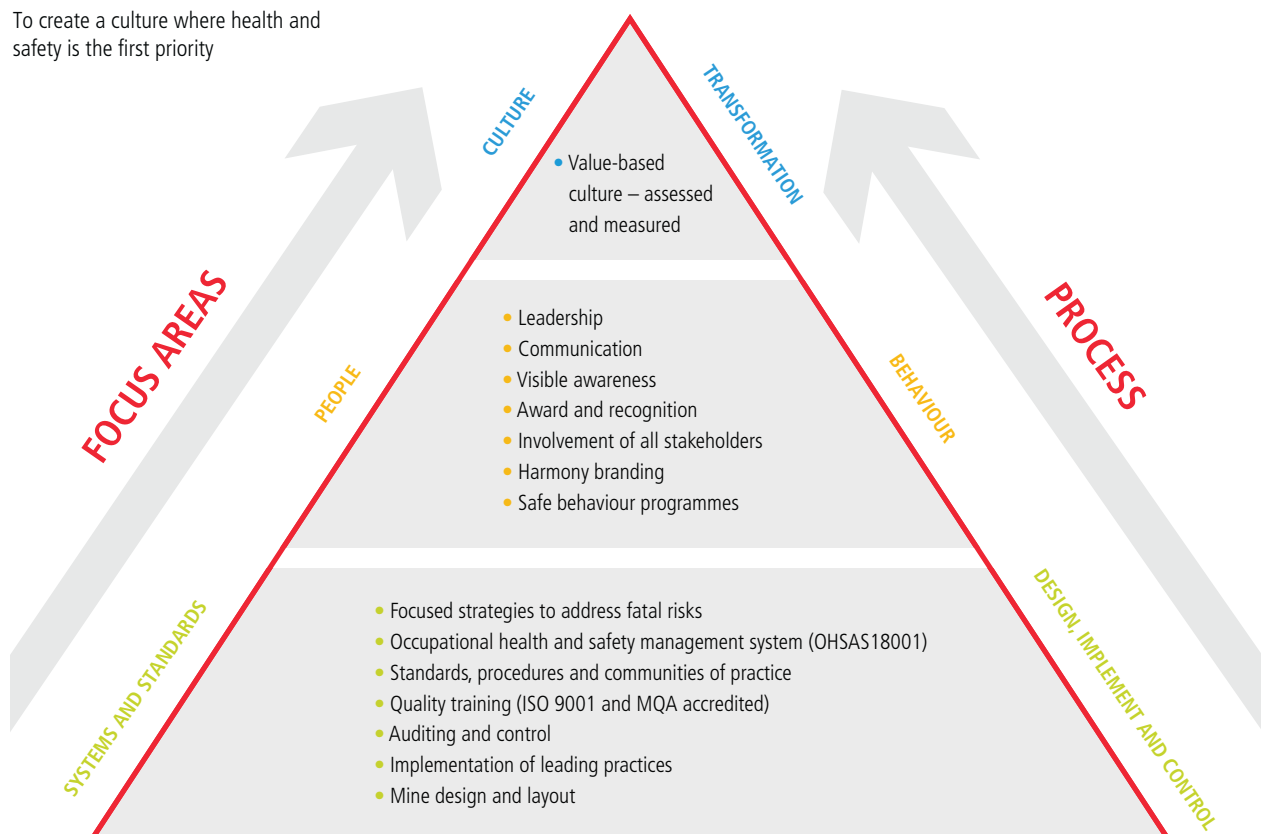 To create a culture where health and
safety is the first priority
FOCUS AREAS
PROCESS
CULTURE
TRANSFORMATION
• Value-based
culture – assessed
and measured
PEOPLE
BEHAVIOUR
• Leadership
• Communication
• Visible awareness
• Award and recognition
• Involvement of all stakeholders
• Harmony branding
• Safe behaviour programmes
SYSTEMS AND STANDARDS
DESIGN, IMPLEMENT AND CONTROL
• Focused strategies to address fatal risks
• Occupational health and safety management system (OHSAS18001)
• Standards, procedures and communities of practice
• Quality training (ISO 9001 and MQA accredited)
• Auditing and control
• Implementation of leading practices
• Mine design and layout